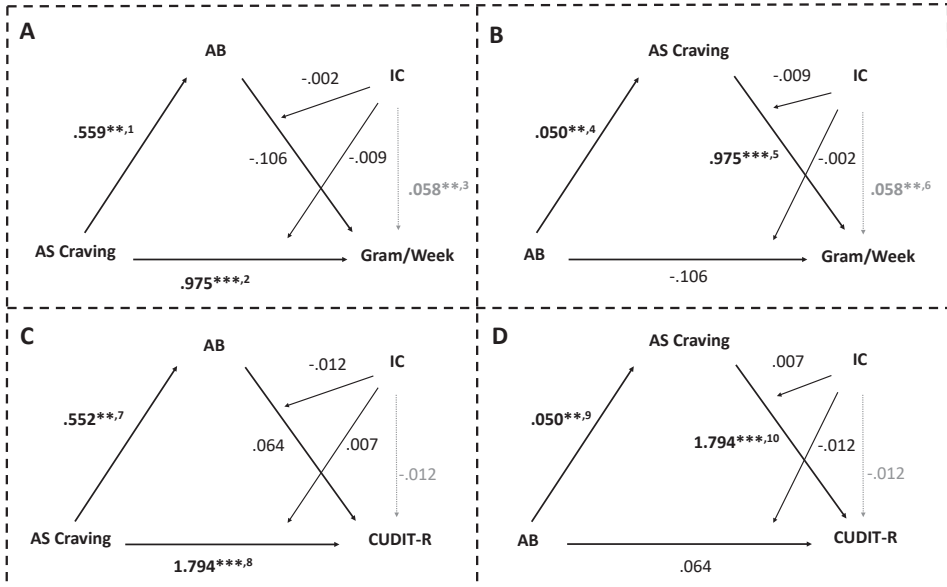 A
AB
-.002
IC
.559**,1
-.106
-.009
.058**,3
AS Craving
Gram/Week
.975***,2
B
AS Craving
-.009
IC
.050**,4
.975***,5
-.002
.058**,6
AB
Gram/Week
-.106
C
AB
-.012
IC
.552**,7
.064
.007
-.012
AS Craving
CUDIT-R
1.794***,8
D
AS Craving
.007
IC
.050**,9
1.794***,10
-.012
-.012
AB
CUDIT-R
.064